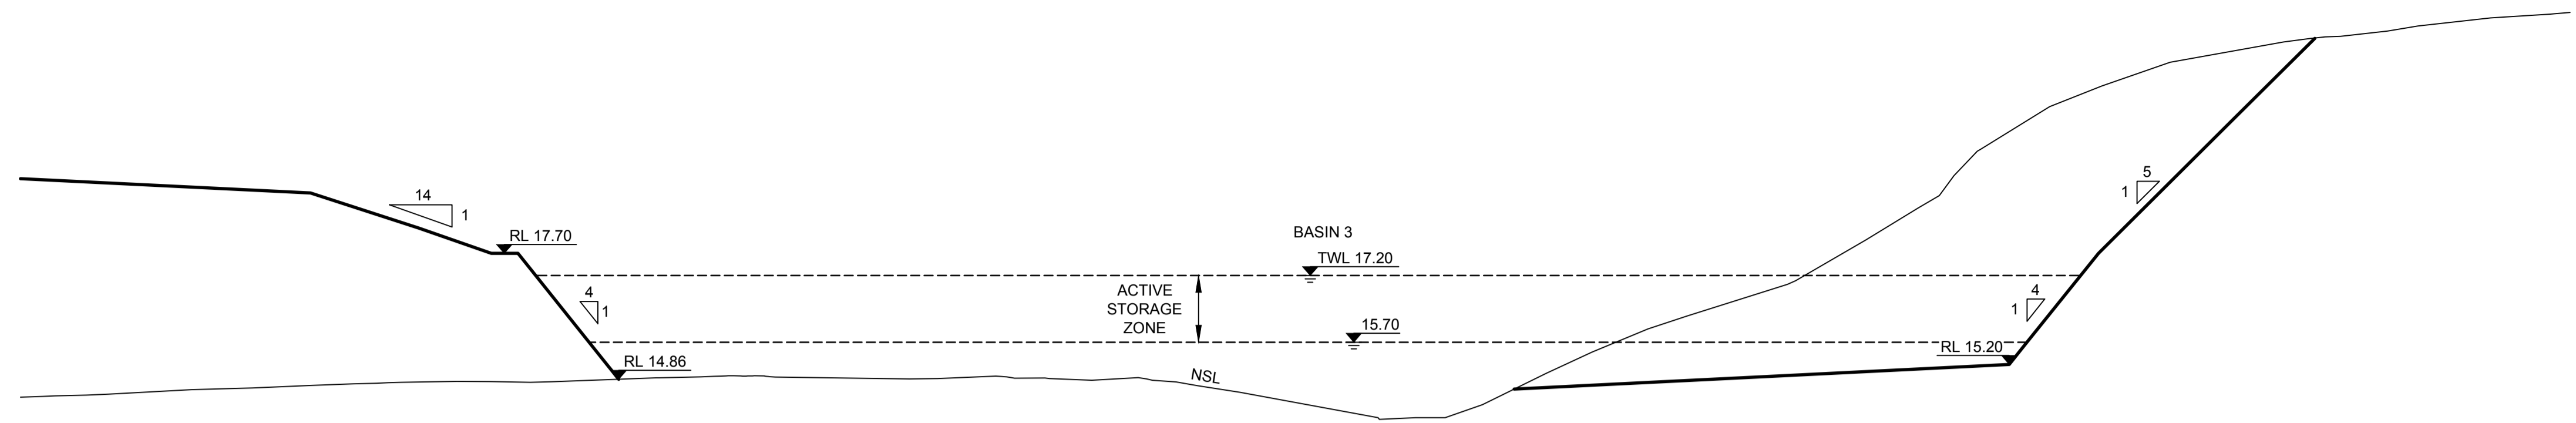 14
1
RL 17.70
4
1
RL 14.86
BASIN 3
TWL 17.20
ACTIVE
STORAGE
ZONE
15.70
NSL
RL 15.20
4
1
5
1